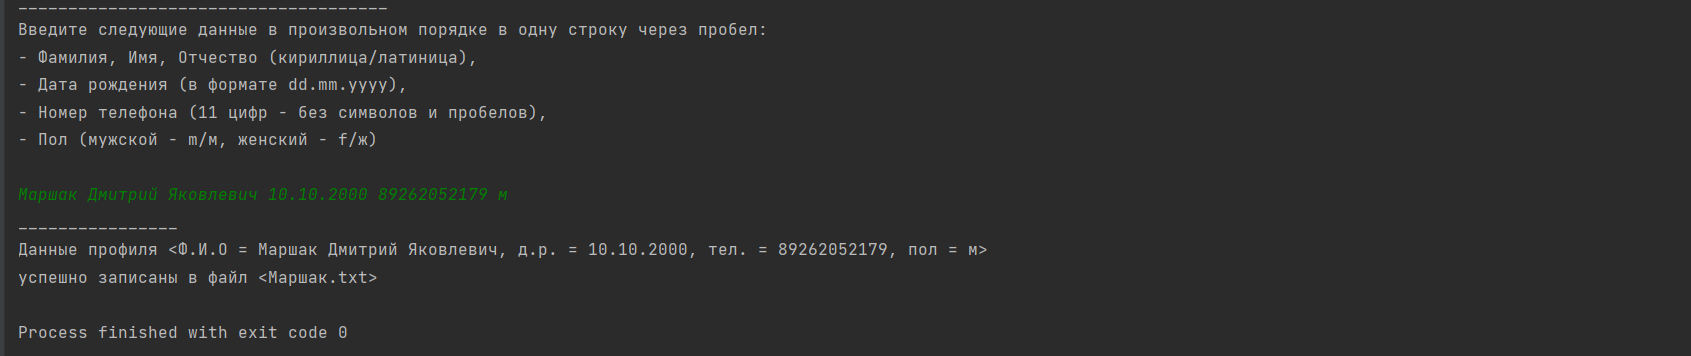 _____________________________________
Введите следующие данные в произвольном порядке в одну строку через пробел:
- Фамилия, Имя, Отчество (кириллица/латиница),
- Дата рождения (в формате dd.mm.yyyy),
- Номер телефона (11 цифр - без символов и пробелов),
- Пол (мужской - m/м, женский - f/ж)
Маршак Дмитрий Яковлевич 10.10.2000 89262052179 м
________________
Данные профиля <Ф.И.О = Маршак Дмитрий Яковлевич, д.р. = 10.10.2000, тел. = 89262052179, пол = м>
успешно записаны в файл <Маршак.txt>
Process finished with exit code 0